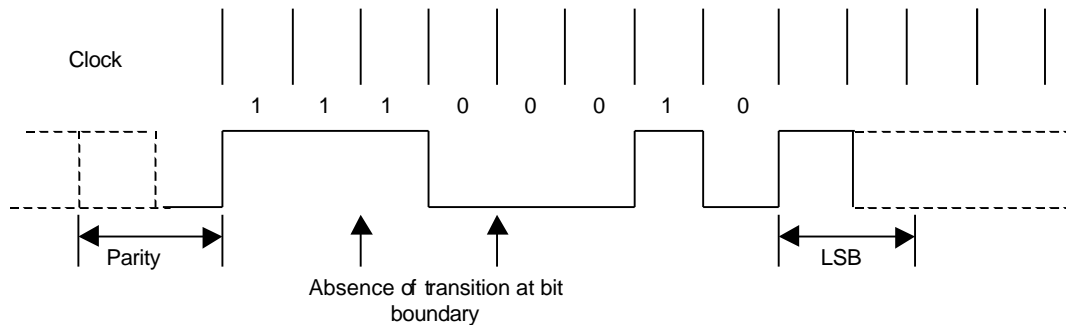 Clock
1 1 1 0 0 0 1 0
Parity
LSB
Absence of transition at bit
boundary